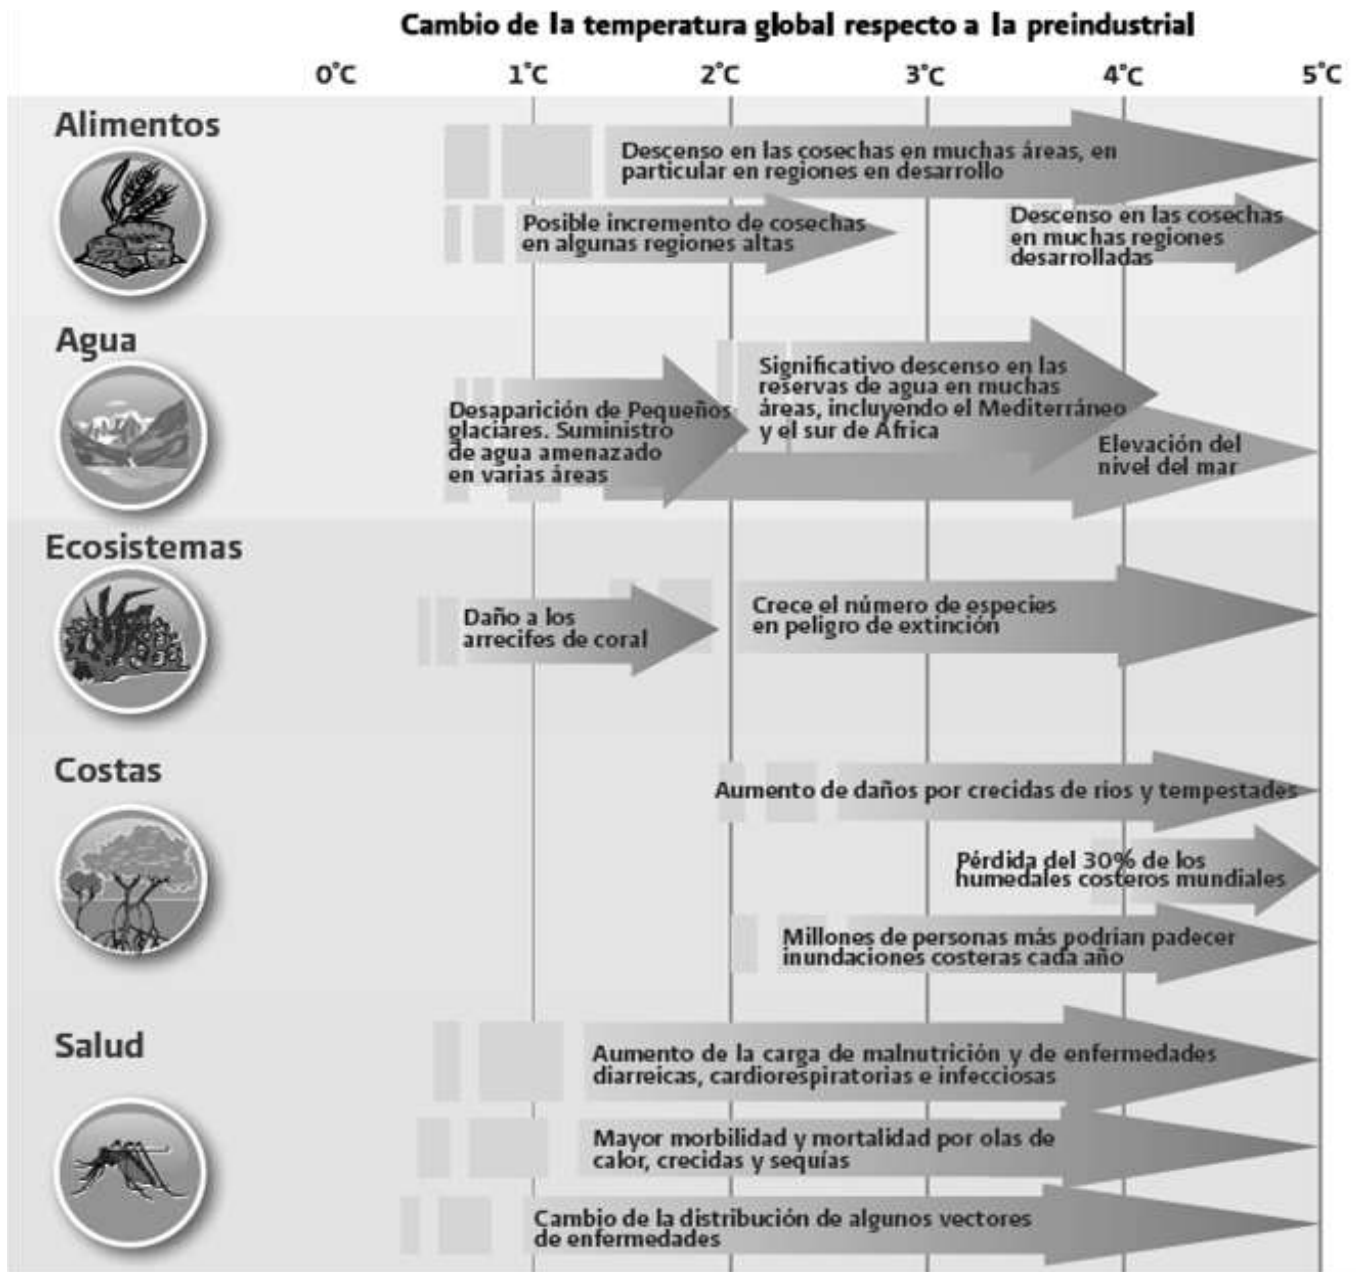 Cambio de la temperatura global respecto a la preindustrial
0°C 1°C 2°C 3°C 4°C 5°C
Alimentos
Descenso en las cosechas en muchas áreas, en
particular en regiones en desarrollo
Posible incremento de cosechas
en algunas regiones altas
Descenso en las cosechas
en muchas regiones
desarrolladas
Agua
Desaparición de Pequeños
glaciáres. Suministro
de agua amenazado
en varias áreas
Significativo descenso en las
reservas de agua en muchas
áreas, incluyendo el Mediterráneo
y el sur de África
Elevación del
nivel del mar
Ecosistemas
Daño a los
arrecifes de coral
Crece el número de especies
en peligro de extinción
Costas
Aumento de daños por crecidas de rios y tempestades
Pérdida del 30% de los
humedales costeros mundiales
Millones de personas más podrian padecer
inundaciones costeras cada año
Salud
Aumento de la carga de malnutrición y de enfermedades
diarreicas, cardiorespiratorias e infecciosas
Mayor morbilidad y mortalidad por olas de
calor, crecidas y sequías
Cambio de la distribución de algunos vectores
de enfermedades